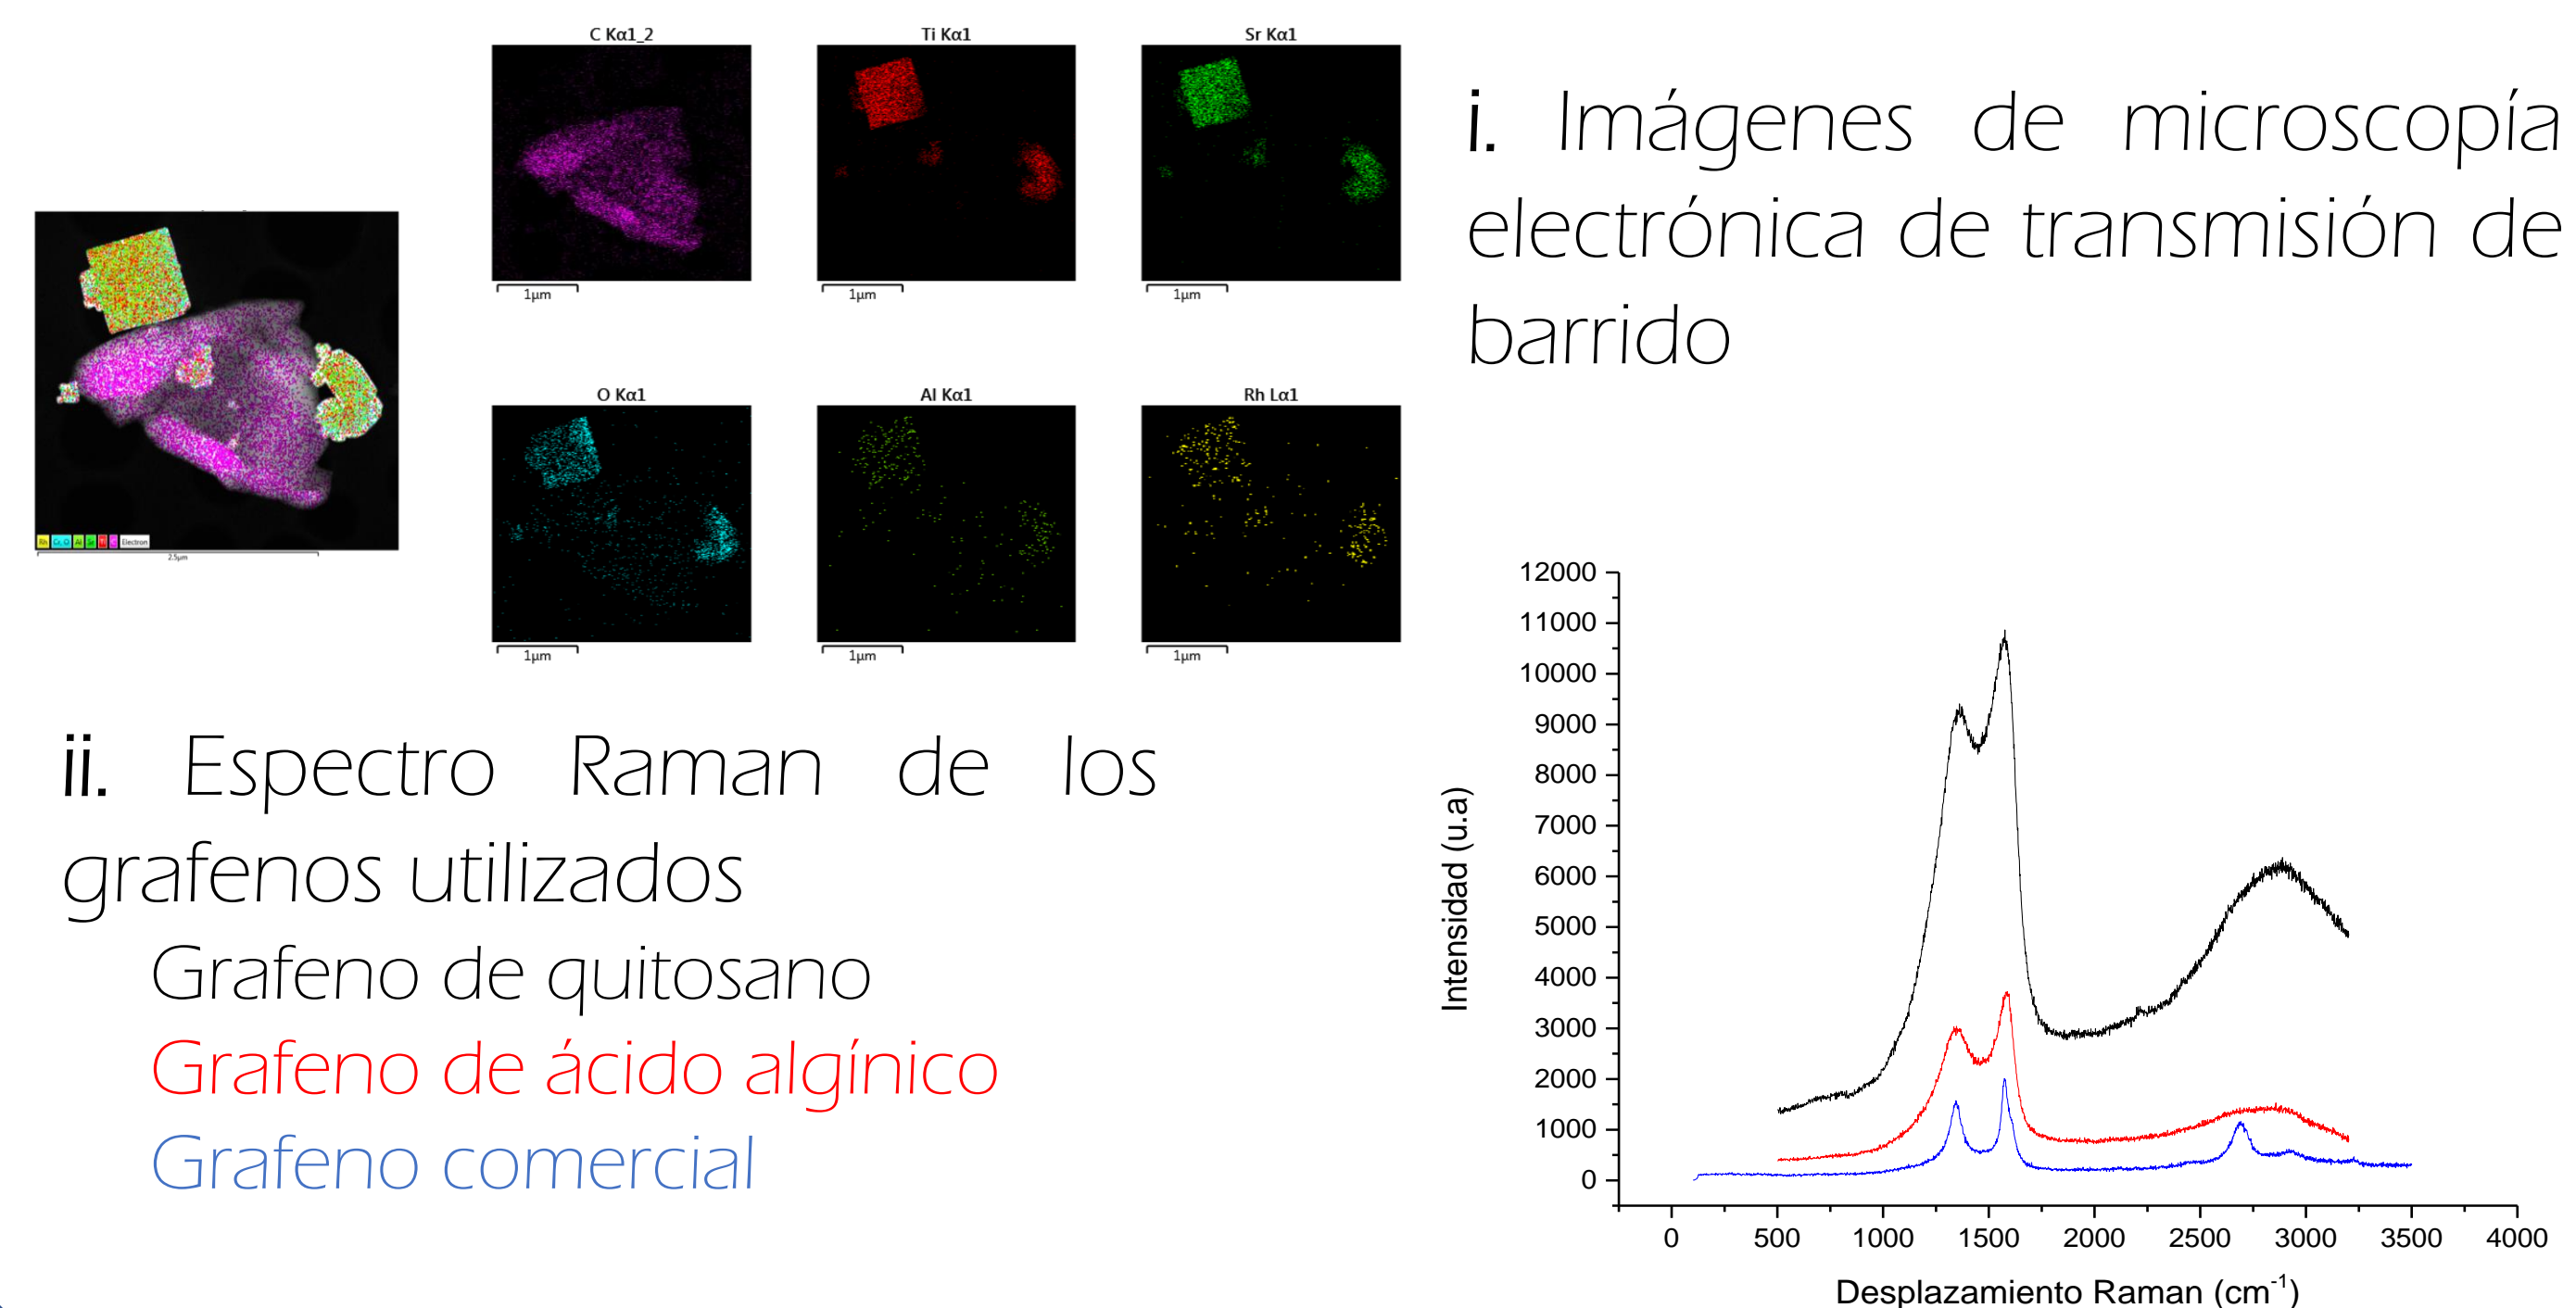 C Kα1_2
Ti Kα1
Sr Kα1
1µm
1µm
1µm
i. Imágenes de microscopía
electrónica de transmisión de
barrido
O Kα1
Al Kα1
Rh Lα1
1µm
1µm
1µm
Electron
2.5µm
ii. Espectro Raman de los
grafenos utilizados
Grafeno de quitosano
Grafeno de ácido algínico
Grafeno comercial
12000
11000
10000
9000
8000
7000
6000
5000
4000
3000
2000
1000
0
Intensidad (u.a)
0 500 1000 1500 2000 2500 3000 3500 4000
Desplazamiento Raman (cm⁻¹)